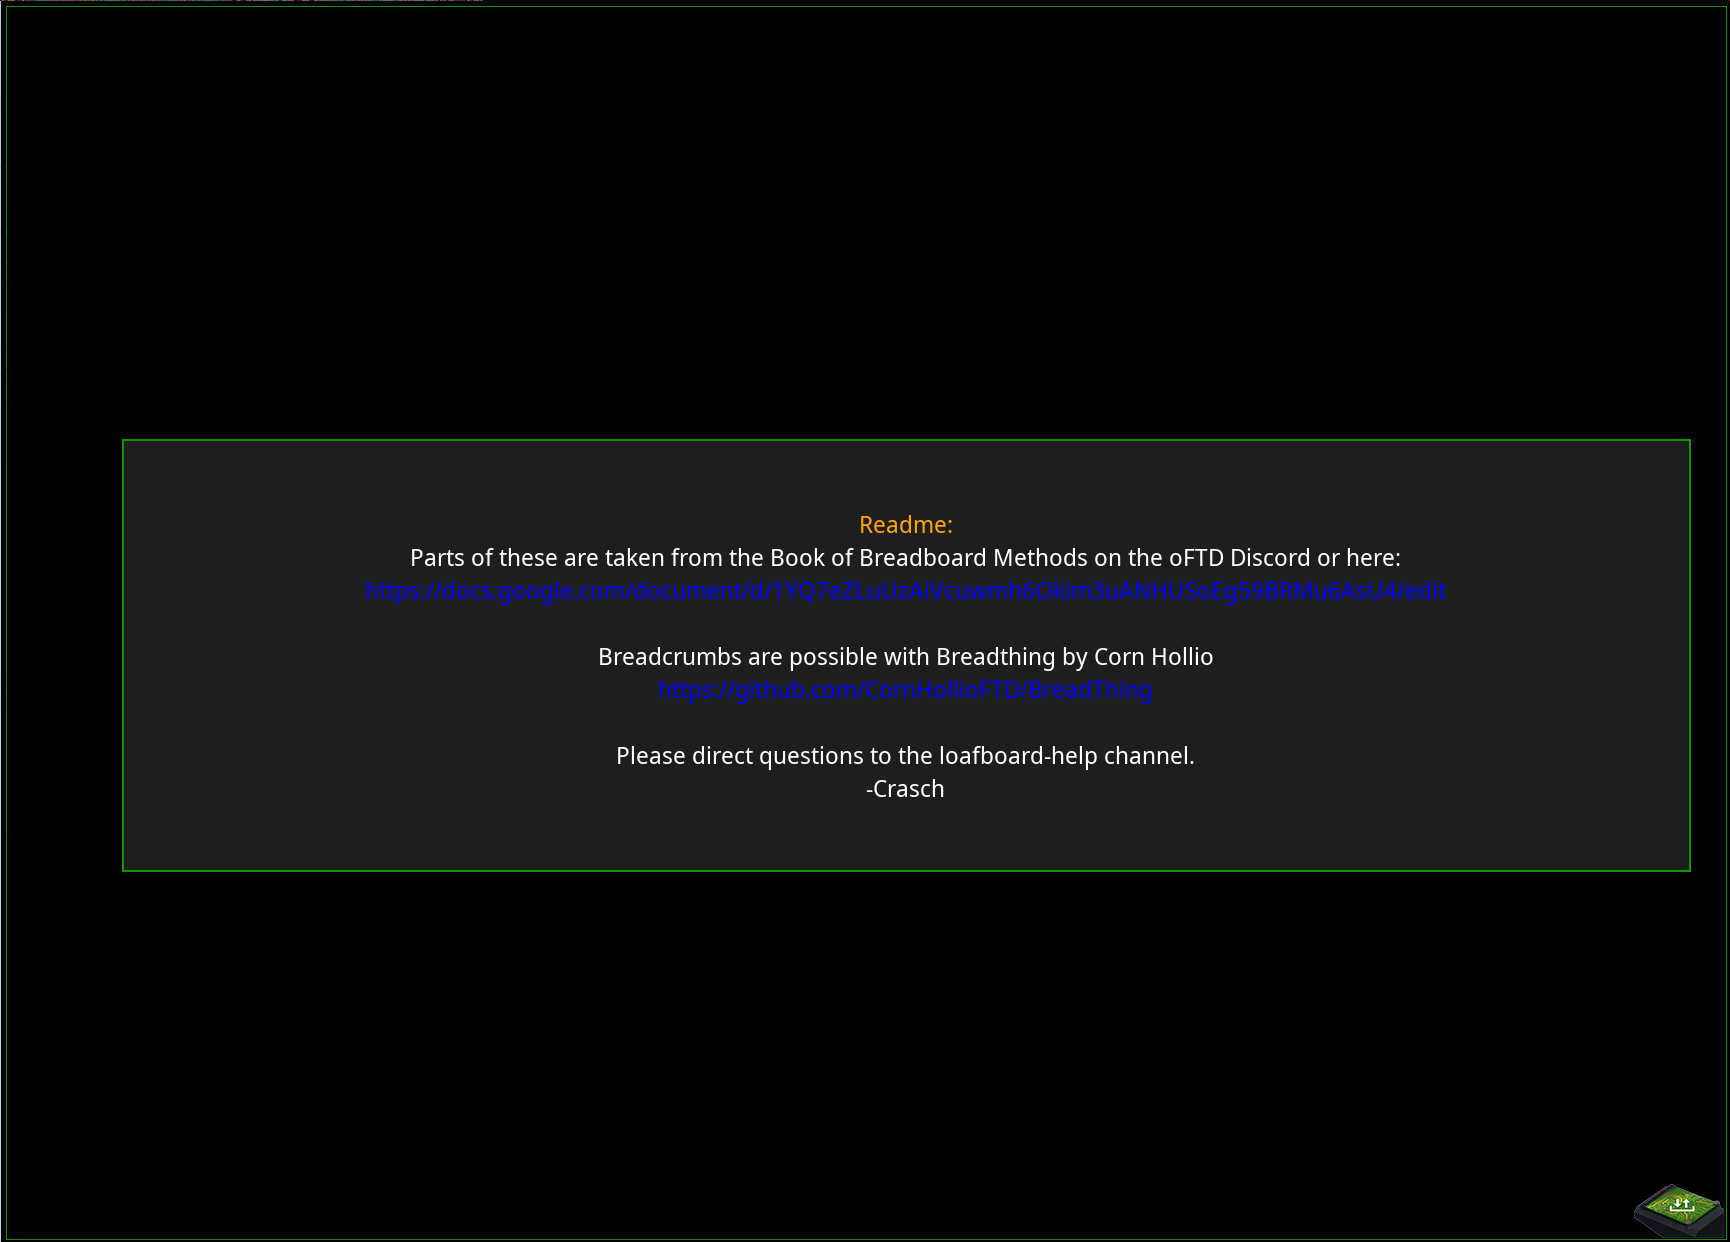 Readme:
Parts of these are taken from the Book of Breadboard Methods on the oFTD Discord or here:
https://docs.google.com/document/d/1YQ7eZLuUzAiVcuwmh6Okim3uANHUSoEg59BRMu6AsU4/edit
Breadcrumbs are possible with Breadthing by Corn Hollio
https://github.com/CornHollioFTD/BreadThing
Please direct questions to the loafboard-help channel.
-Crasch